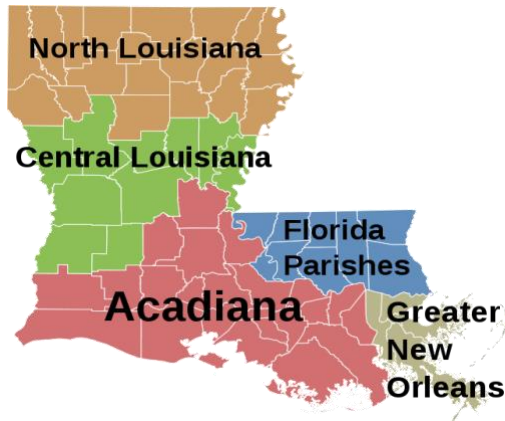 North Louisiana
Central Louisiana
Florida
Parishes
Acadiana
Greater
New
Orleans